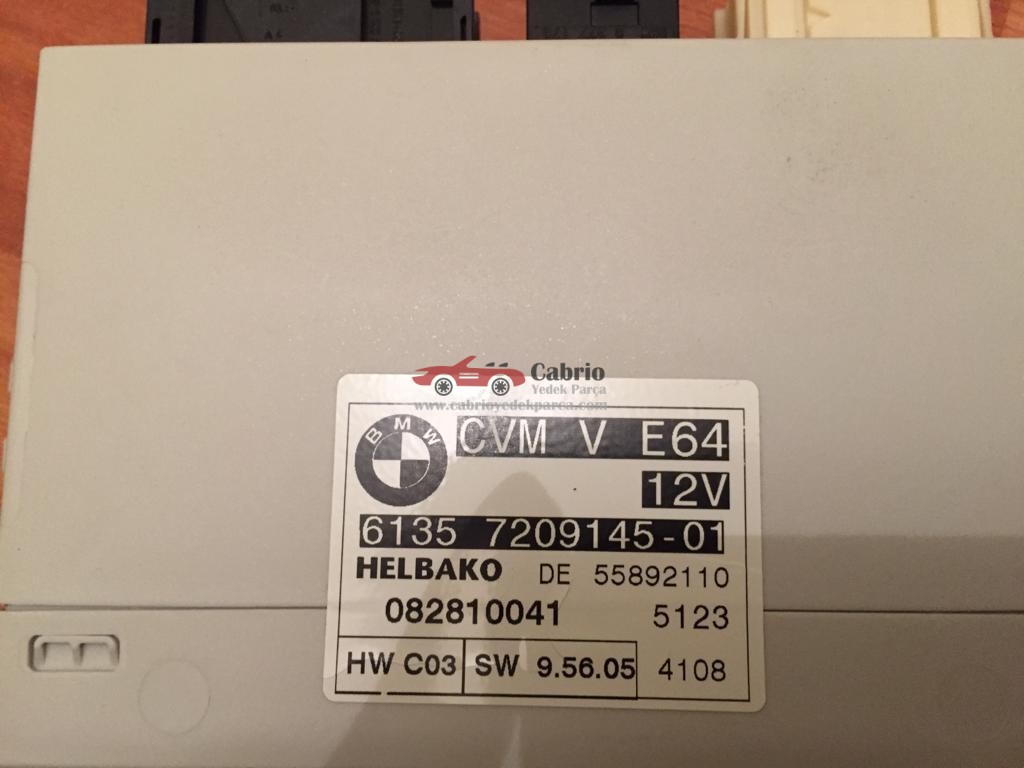 A4
Cabrio
Yedek Parça
www.cabrioyedekparca.com
BMW
CVM V E64
12V
6135 7209145-01
HELBAKO DE 55892110
082810041 5123
HW C03 SW 9.56.05 4108